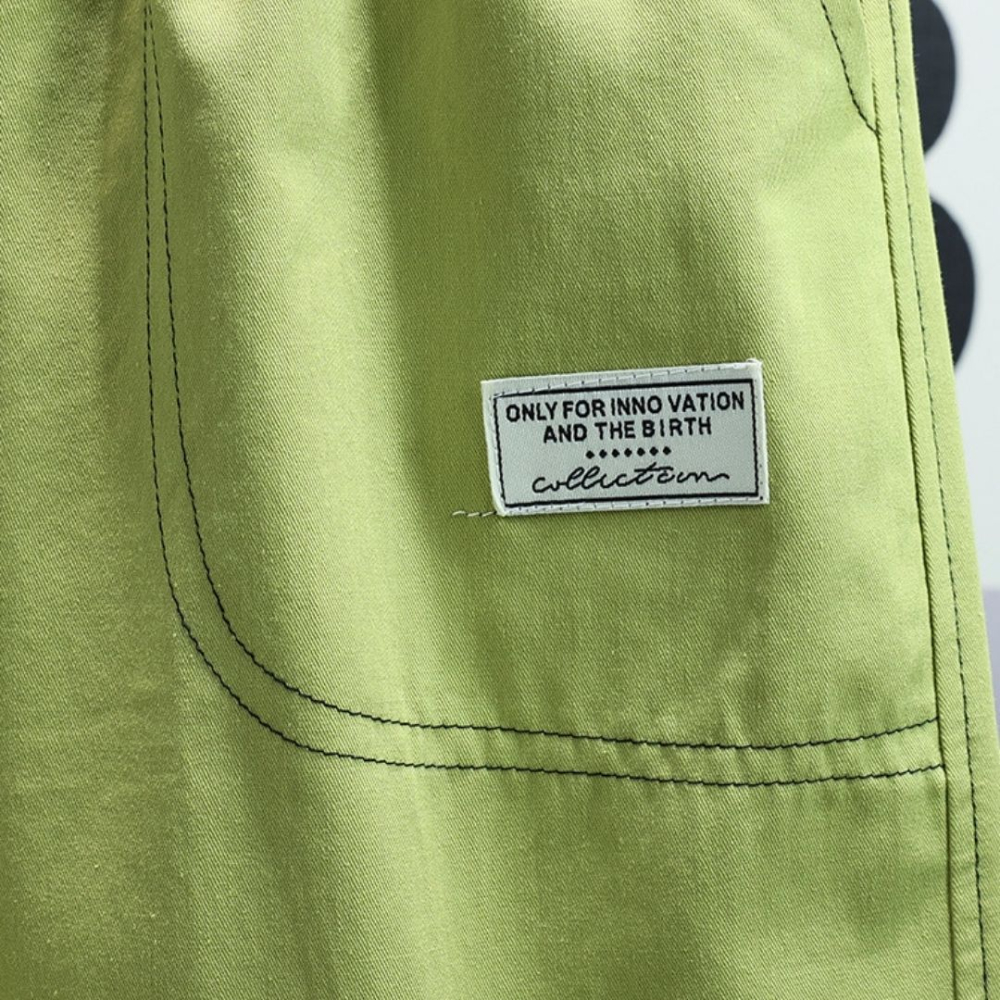 ONLY FOR INNO VATION
AND THE BIRTH
collection